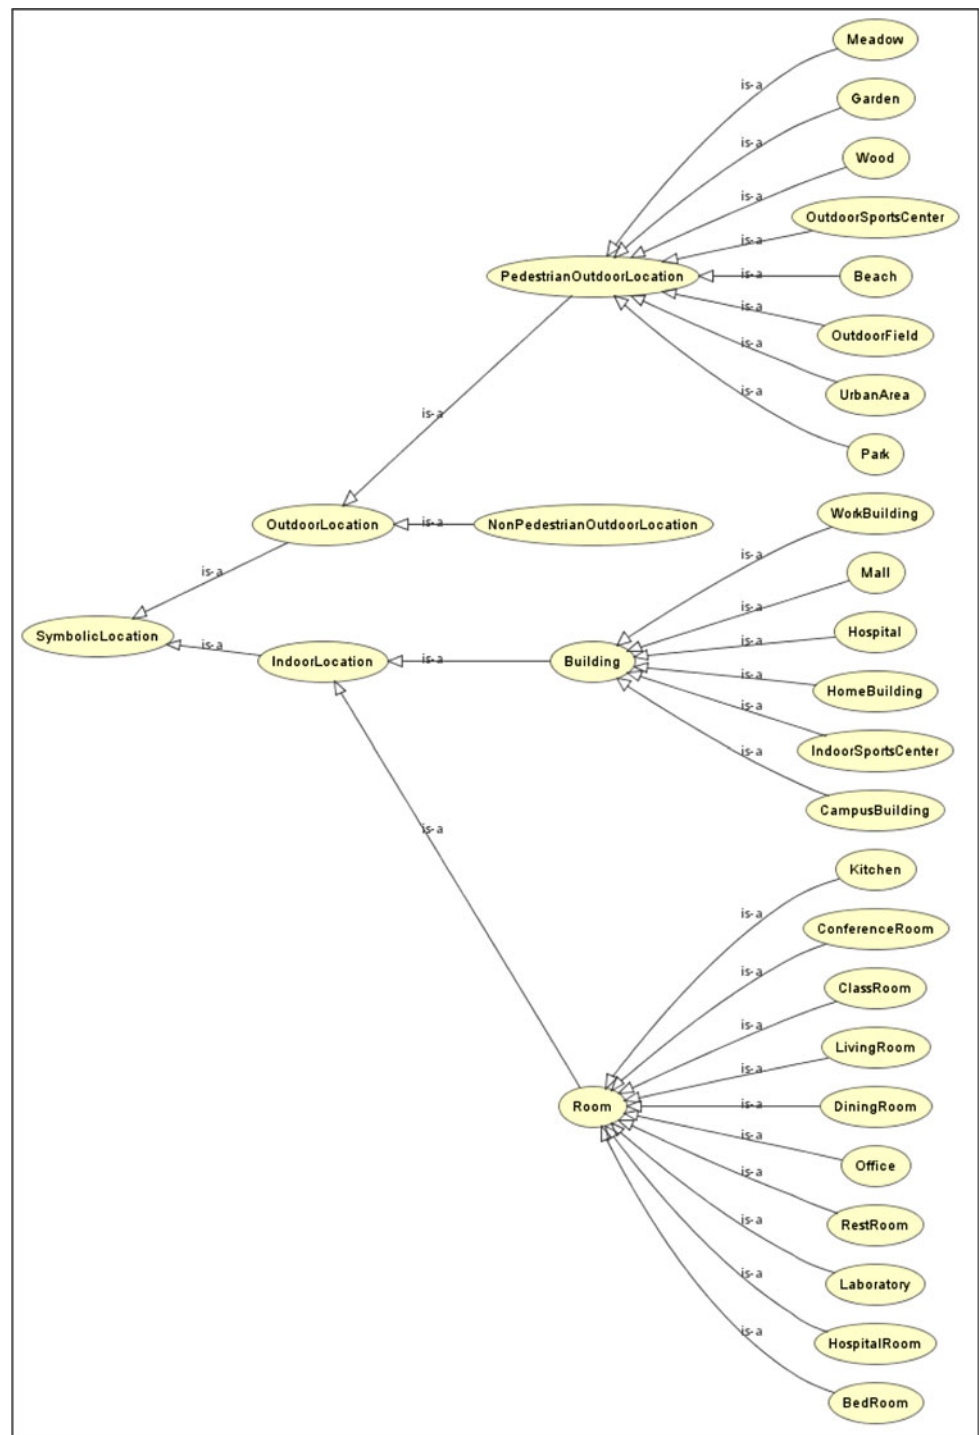 Meadow
is-a
Garden
is-a
Wood
is-a
OutdoorSportsCenter
is-a
PedestrianOutdoorLocation
is-a
Beach
is-a
OutdoorField
is-a
UrbanArea
is-a
Park
is-a
OutdoorLocation
is-a
NonPedestrianOutdoorLocation
is-a
SymbolicLocation
is-a
IndoorLocation
is-a
Building
WorkBuilding
is-a
Mall
is-a
Hospital
is-a
HomeBuilding
is-a
IndoorSportsCenter
is-a
CampusBuilding
is-a
is-a
Kitchen
is-a
ConferenceRoom
is-a
ClassRoom
is-a
LivingRoom
is-a
Room
is-a
DiningRoom
is-a
Office
is-a
RestRoom
is-a
Laboratory
is-a
HospitalRoom
is-a
BedRoom